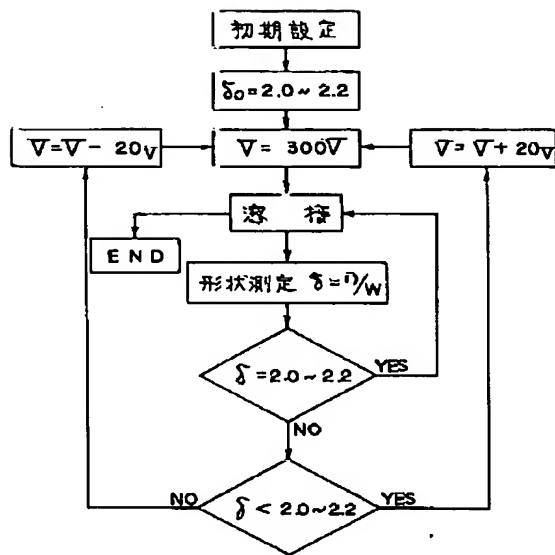 初期設定
δ0=2.0~2.2
V=V-20V
V=300V
V=V+20V
溶接
END
形状測定 δ=D/W
δ=2.0~2.2
YES
NO
NO
δ<2.0~2.2
YES